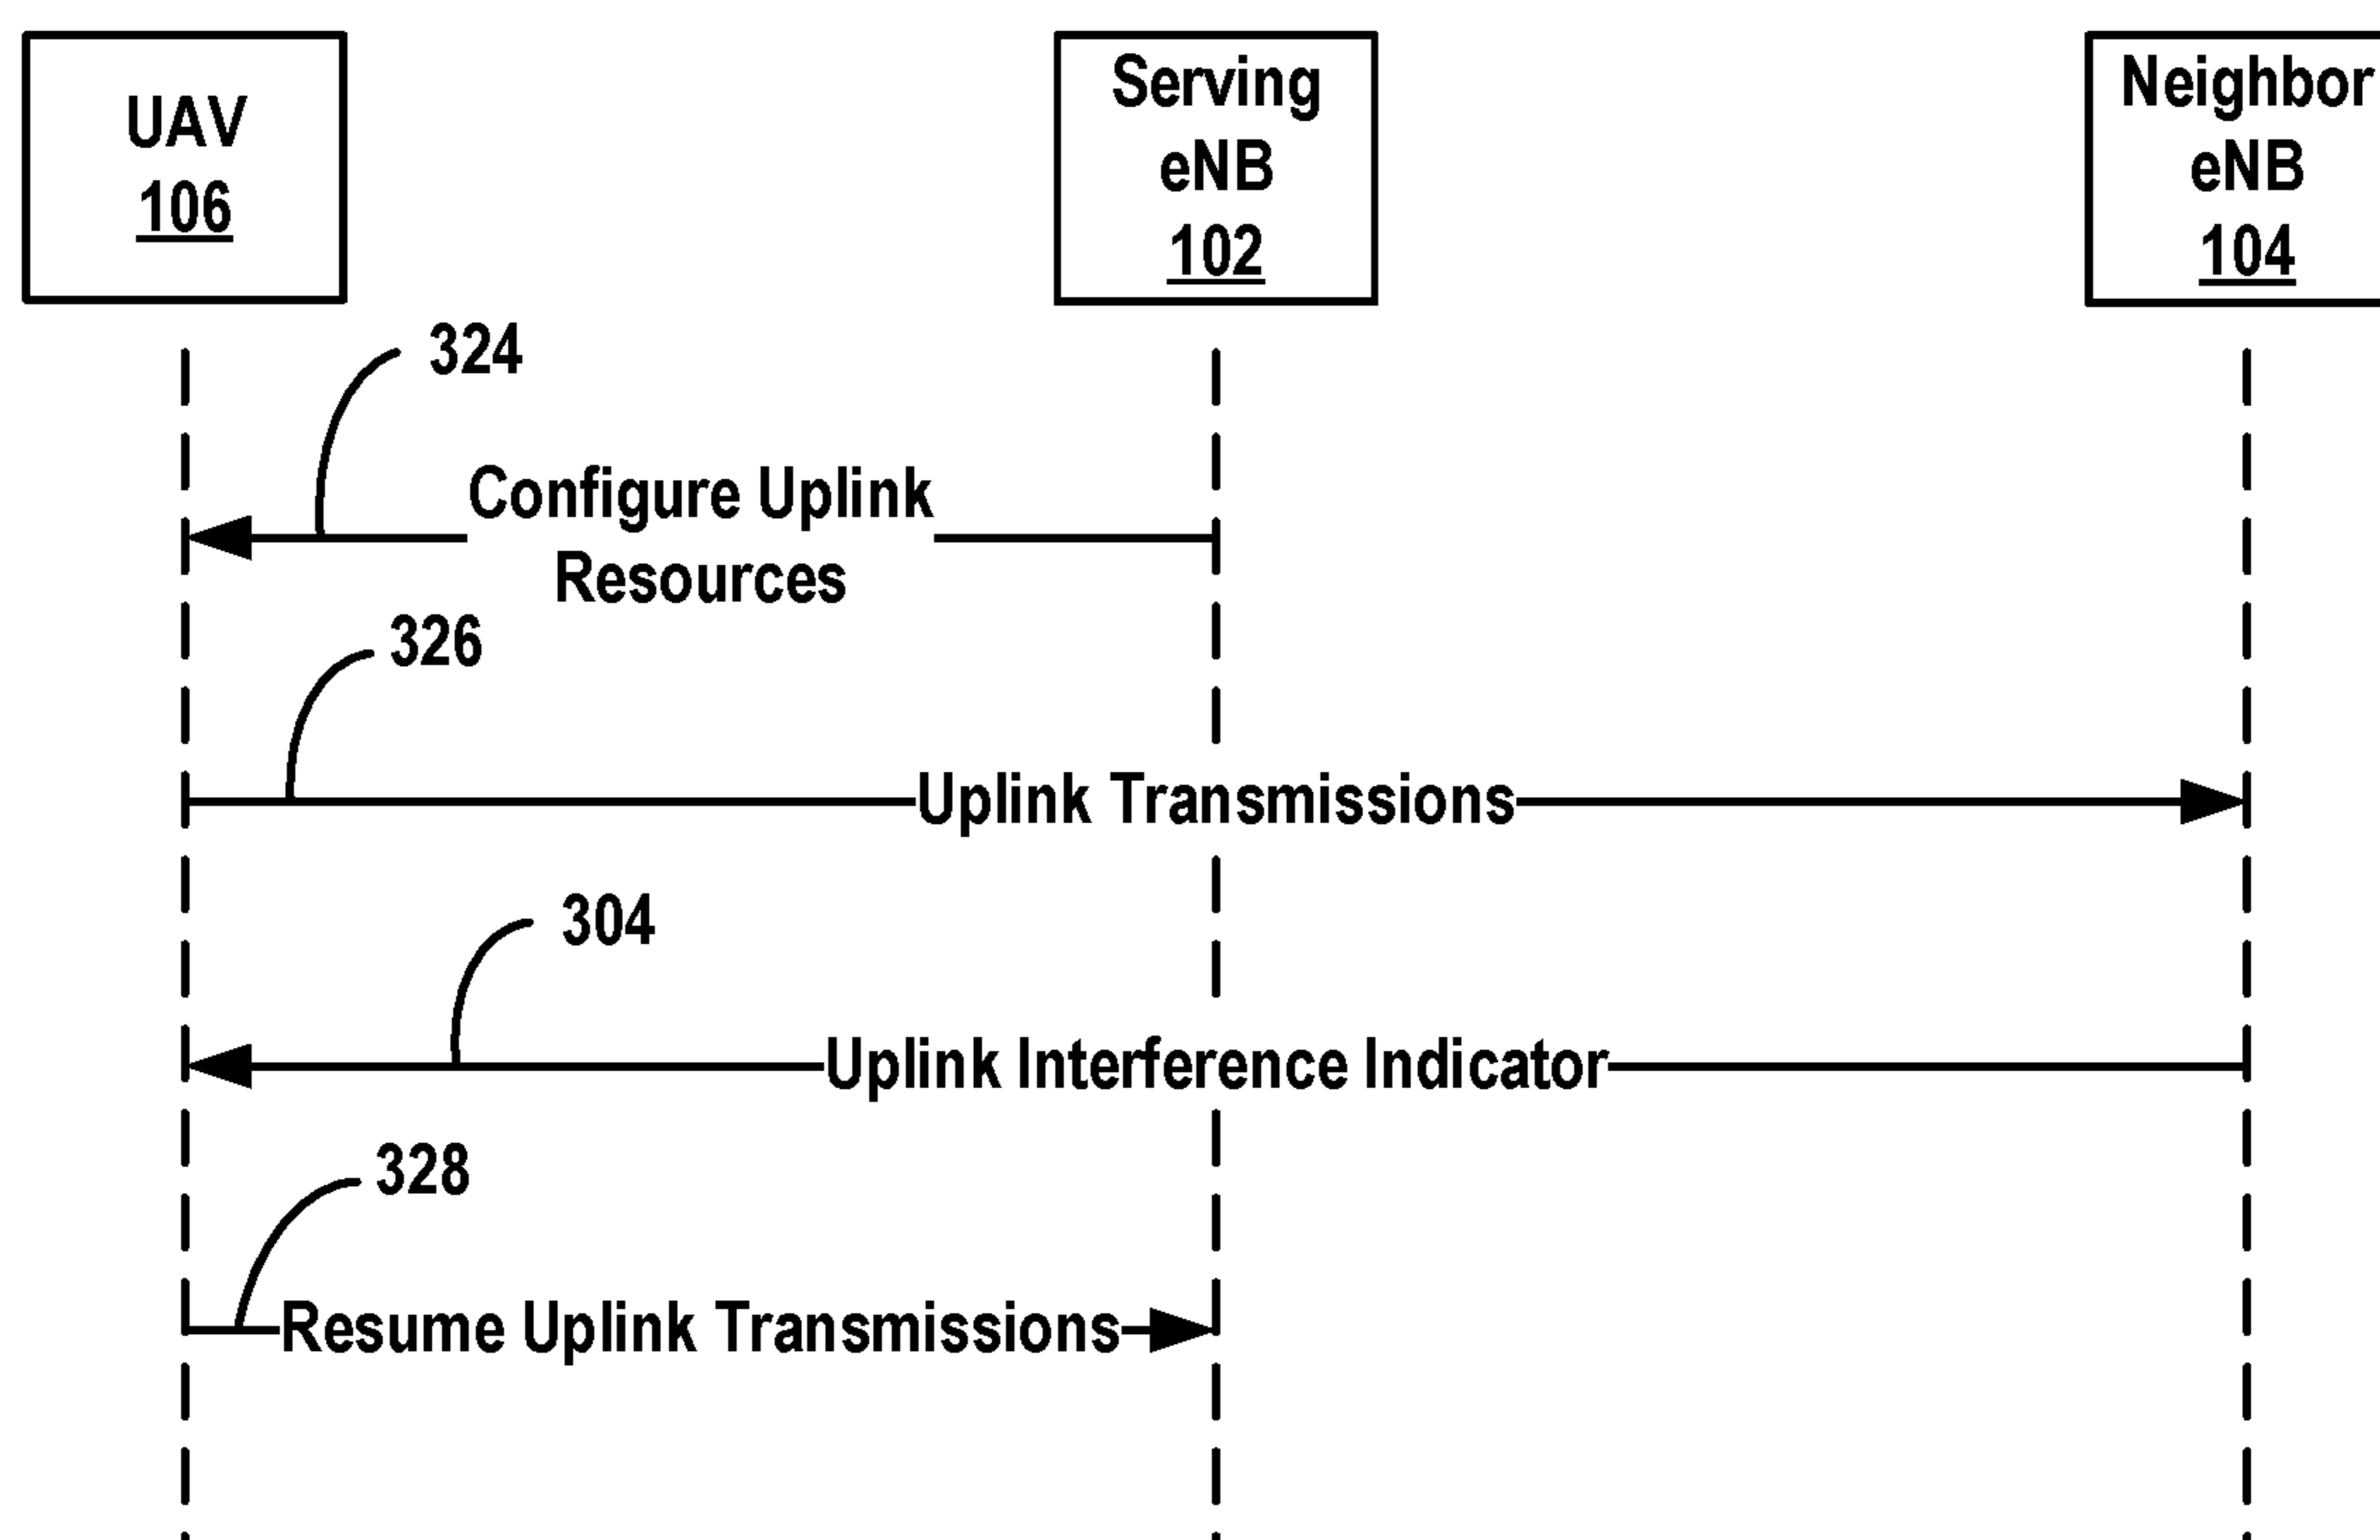 UAV
106
Serving
eNB
102
Neighbor
eNB
104
324
Configure Uplink
Resources
326
Uplink Transmissions
304
Uplink Interference Indicator
328
Resume Uplink Transmissions